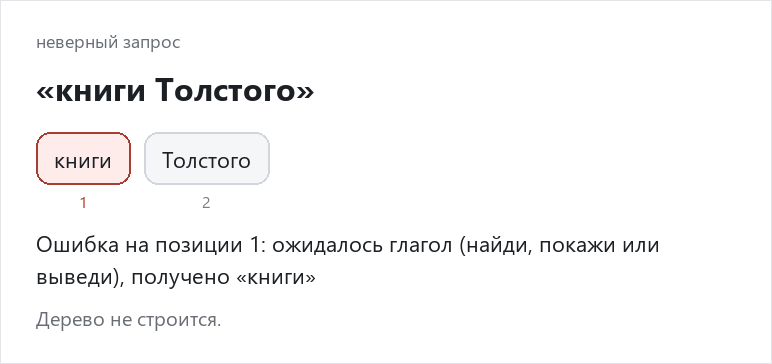 неверный запрос
«книги Толстого»
книги Толстого
1 2
Ошибка на позиции 1: ожидалось глагол (найди, покажи или
выведи), получено «книги»
Дерево не строится.